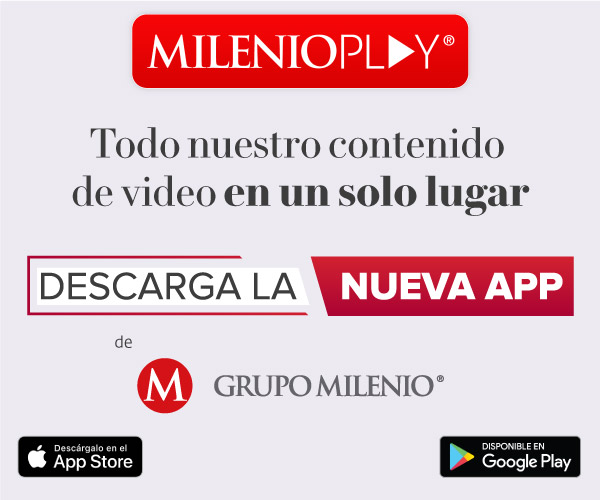 MILENIOPLAY®
Todo nuestro contenido
de video en un solo lugar
DESCARGA LA NUEVA APP
de
M GRUPO MILENIO®
Descárgalo en el
App Store
DISPONIBLE EN
Google Play